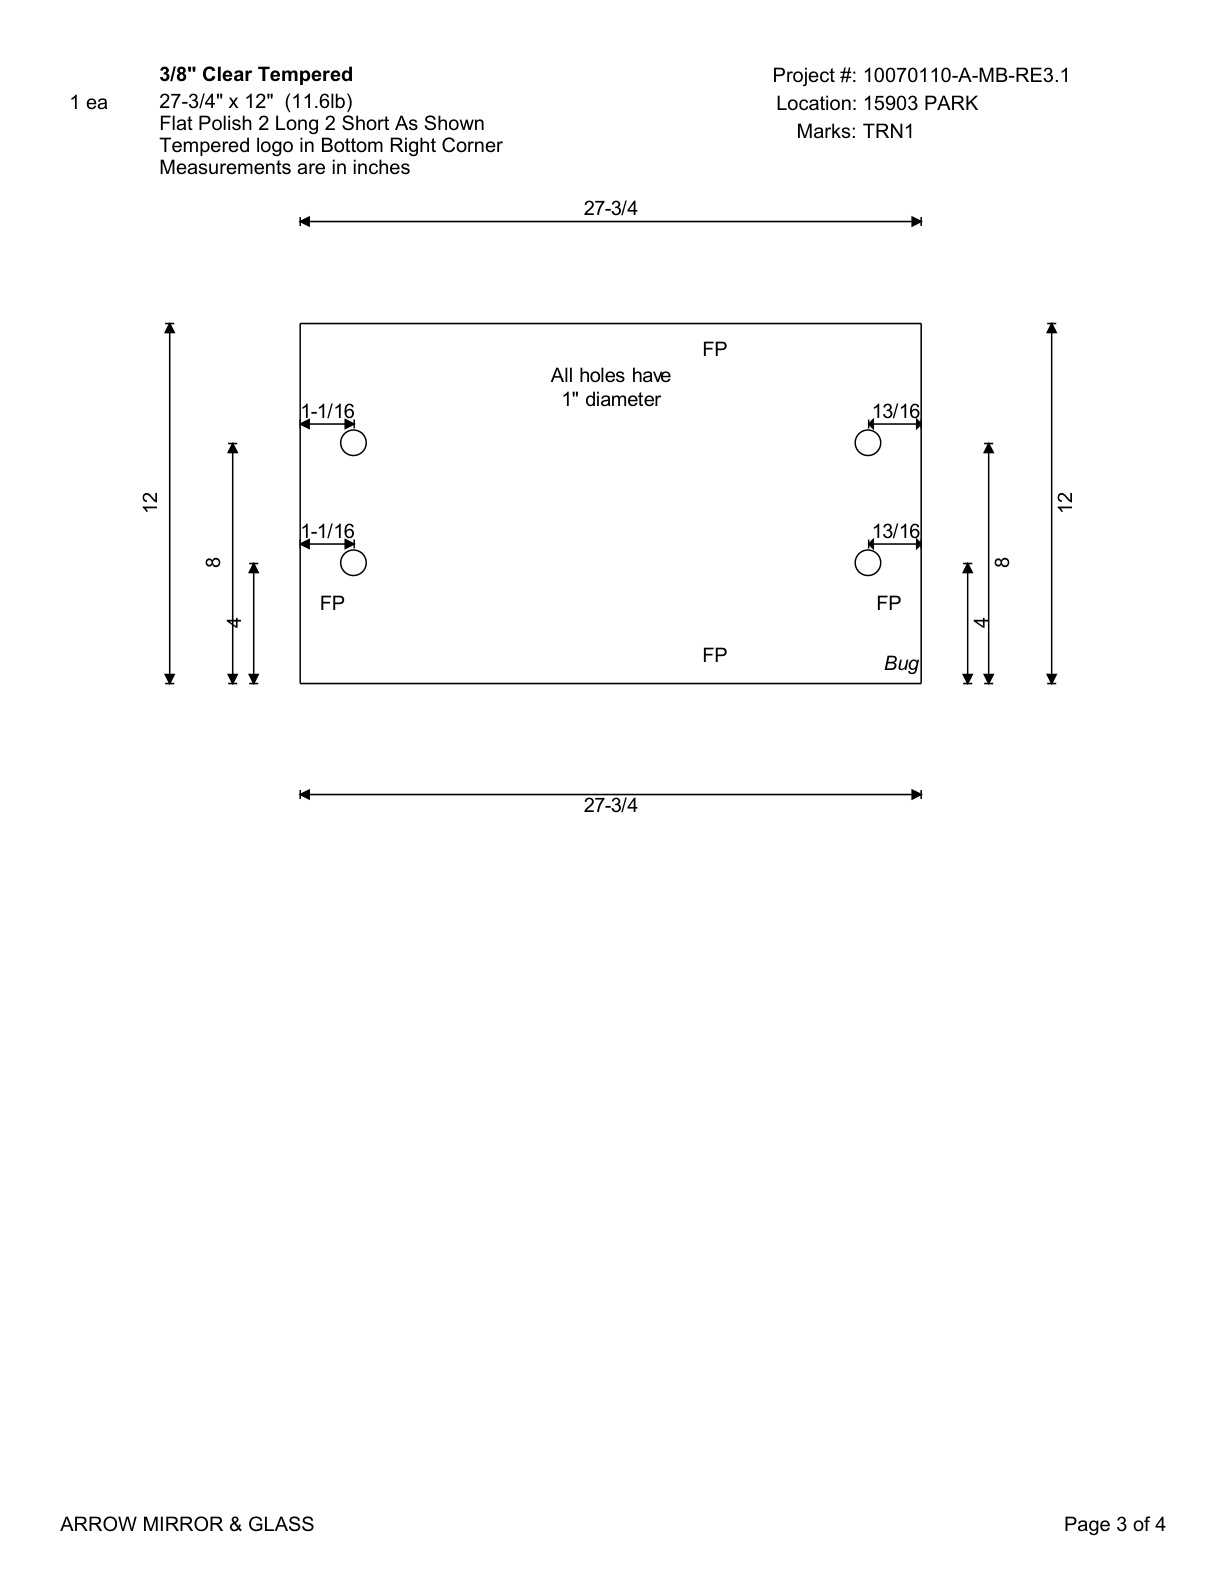 3/8" Clear Tempered
1 ea
27-3/4" x 12"  (11.6lb)
Flat Polish 2 Long 2 Short As Shown
Tempered logo in Bottom Right Corner
Measurements are in inches
Project #: 10070110-A-MB-RE3.1
Location: 15903 PARK
Marks: TRN1
27-3/4
FP
All holes have
1" diameter
1-1/16
13/16
12
12
1-1/16
13/16
8
8
FP
FP
4
4
FP
Bug
27-3/4
ARROW MIRROR & GLASS
Page 3 of 4